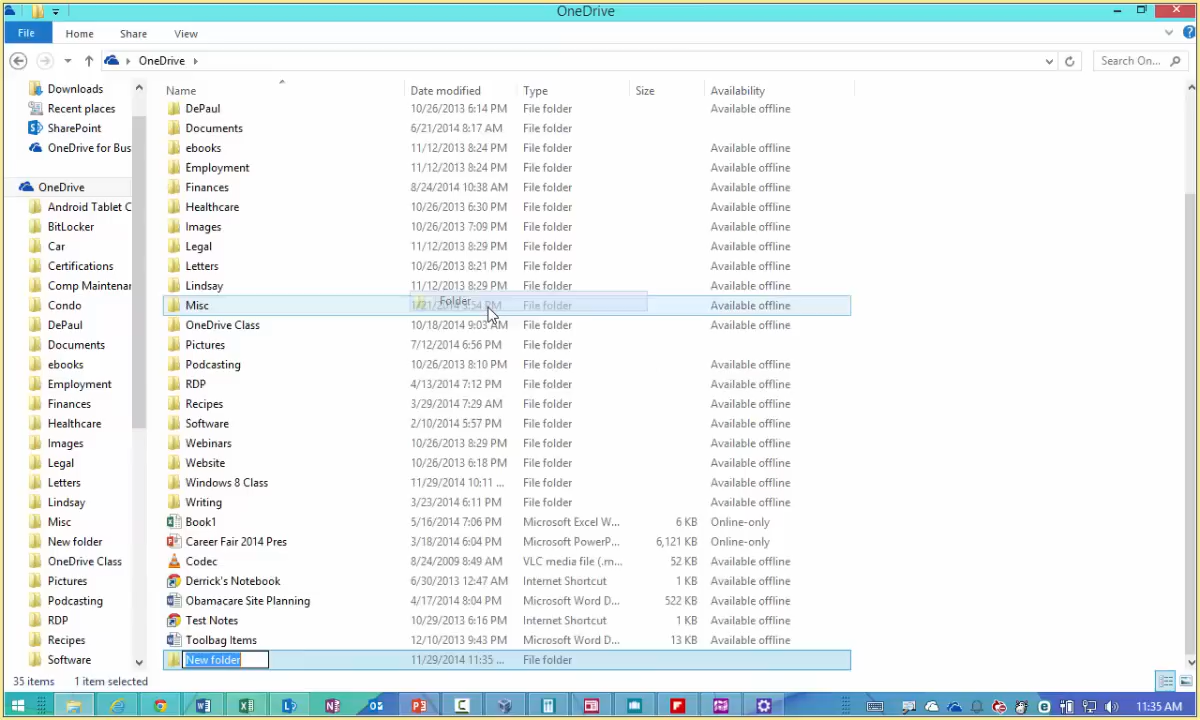 OneDrive
File Home Share View
OneDrive
Search On...
Name Date modified Type Size Availability
Downloads
Recent places
SharePoint
OneDrive for Bus
OneDrive
Android Tablet C
BitLocker
Car
Certifications
Comp Maintenar
Condo
DePaul
Documents
ebooks
Employment
Finances
Healthcare
Images
Legal
Letters
Lindsay
Misc
New folder
OneDrive Class
Pictures
Podcasting
RDP
Recipes
Software
DePaul 10/26/2013 6:14 PM File folder Available offline
Documents 6/21/2014 8:17 AM File folder
ebooks 11/12/2013 8:24 PM File folder Available offline
Employment 11/12/2013 8:24 PM File folder Available offline
Finances 8/24/2014 10:38 AM File folder Available offline
Healthcare 10/26/2013 6:30 PM File folder Available offline
Images 10/26/2013 7:09 PM File folder Available offline
Legal 11/12/2013 8:29 PM File folder Available offline
Letters 10/26/2013 8:21 PM File folder Available offline
Lindsay 11/12/2013 8:29 PM File folder Available offline
Folder
Misc File folder Available offline
OneDrive Class 10/18/2014 9:03 AM File folder Available offline
Pictures 7/12/2014 6:56 PM File folder
Podcasting 10/26/2013 8:10 PM File folder Available offline
RDP 4/13/2014 7:12 PM File folder Available offline
Recipes 3/29/2014 7:29 AM File folder Available offline
Software 2/10/2014 5:57 PM File folder Available offline
Webinars 10/26/2013 8:29 PM File folder Available offline
Website 10/26/2013 6:18 PM File folder Available offline
Windows 8 Class 11/29/2014 10:11 ... File folder Available offline
Writing 3/23/2014 6:11 PM File folder Available offline
Book1 5/16/2014 7:06 PM Microsoft Excel W... 6 KB Online-only
Career Fair 2014 Pres 3/18/2014 6:04 PM Microsoft PowerP... 6,121 KB Online-only
Codec 8/24/2009 8:49 AM VLC media file (.m... 52 KB Available offline
Derrick's Notebook 6/30/2013 12:47 AM Internet Shortcut 1 KB Available offline
Obamacare Site Planning 4/17/2014 8:04 PM Microsoft Word D... 522 KB Available offline
Test Notes 10/29/2013 6:16 PM Internet Shortcut 1 KB Available offline
Toolbag Items 12/10/2013 9:43 PM Microsoft Word D... 13 KB Available offline
New folder 11/29/2014 11:35 ... File folder
35 items 1 item selected
11:35 AM